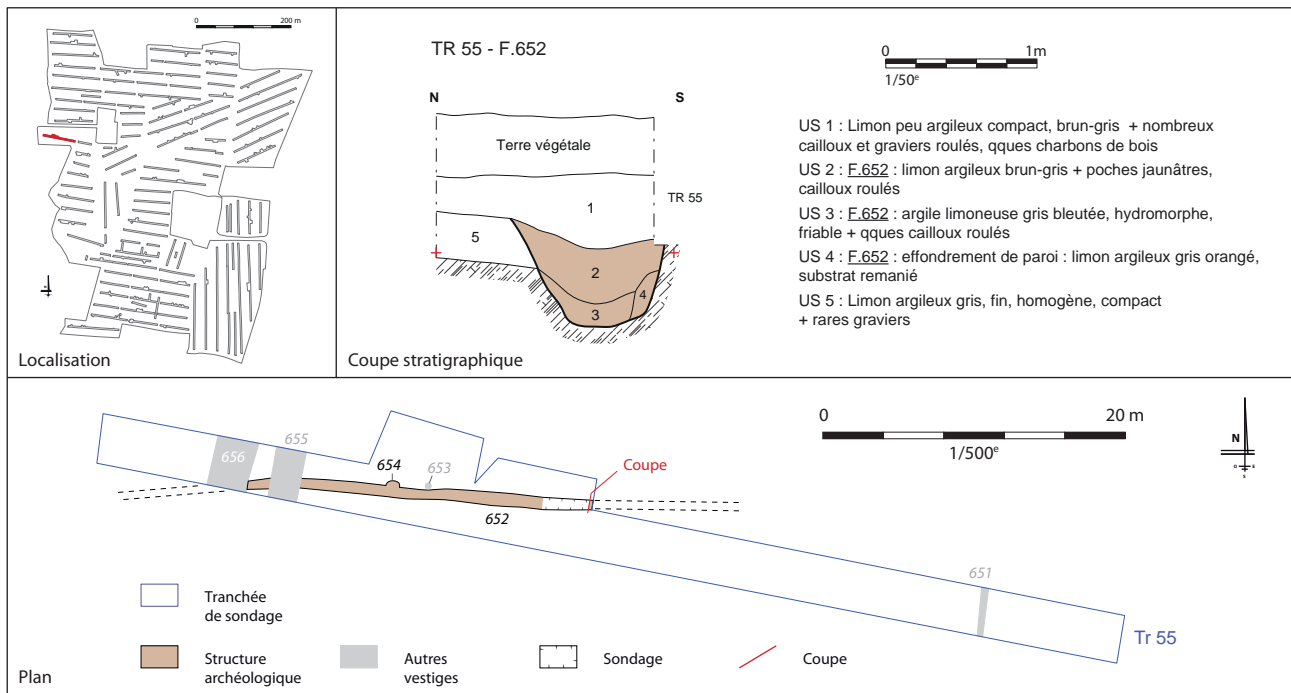 0
200 m
Localisation
TR 55 - F.652
N
S
Terre végétale
1
TR 55
5
2
4
3
Coupe stratigraphique
0
1m
1/50e
US 1 : Limon peu argileux compact, brun-gris + nombreux
cailloux et graviers roulés, qques charbons de bois
US 2 : F.652 : limon argileux brun-gris + poches jaunâtres,
cailloux roulés
US 3 : F.652 : argile limoneuse gris bleutée, hydromorphe,
friable + qques cailloux roulés
US 4 : F.652 : effondrement de paroi : limon argileux gris orangé,
substrat remanié
US 5 : Limon argileux gris, fin, homogène, compact
+ rares graviers
0
20 m
1/500e
N
655
656
654
653
Coupe
652
651
Tr 55
Tranchée
de sondage
Structure
archéologique
Autres
vestiges
Sondage
Coupe
Plan